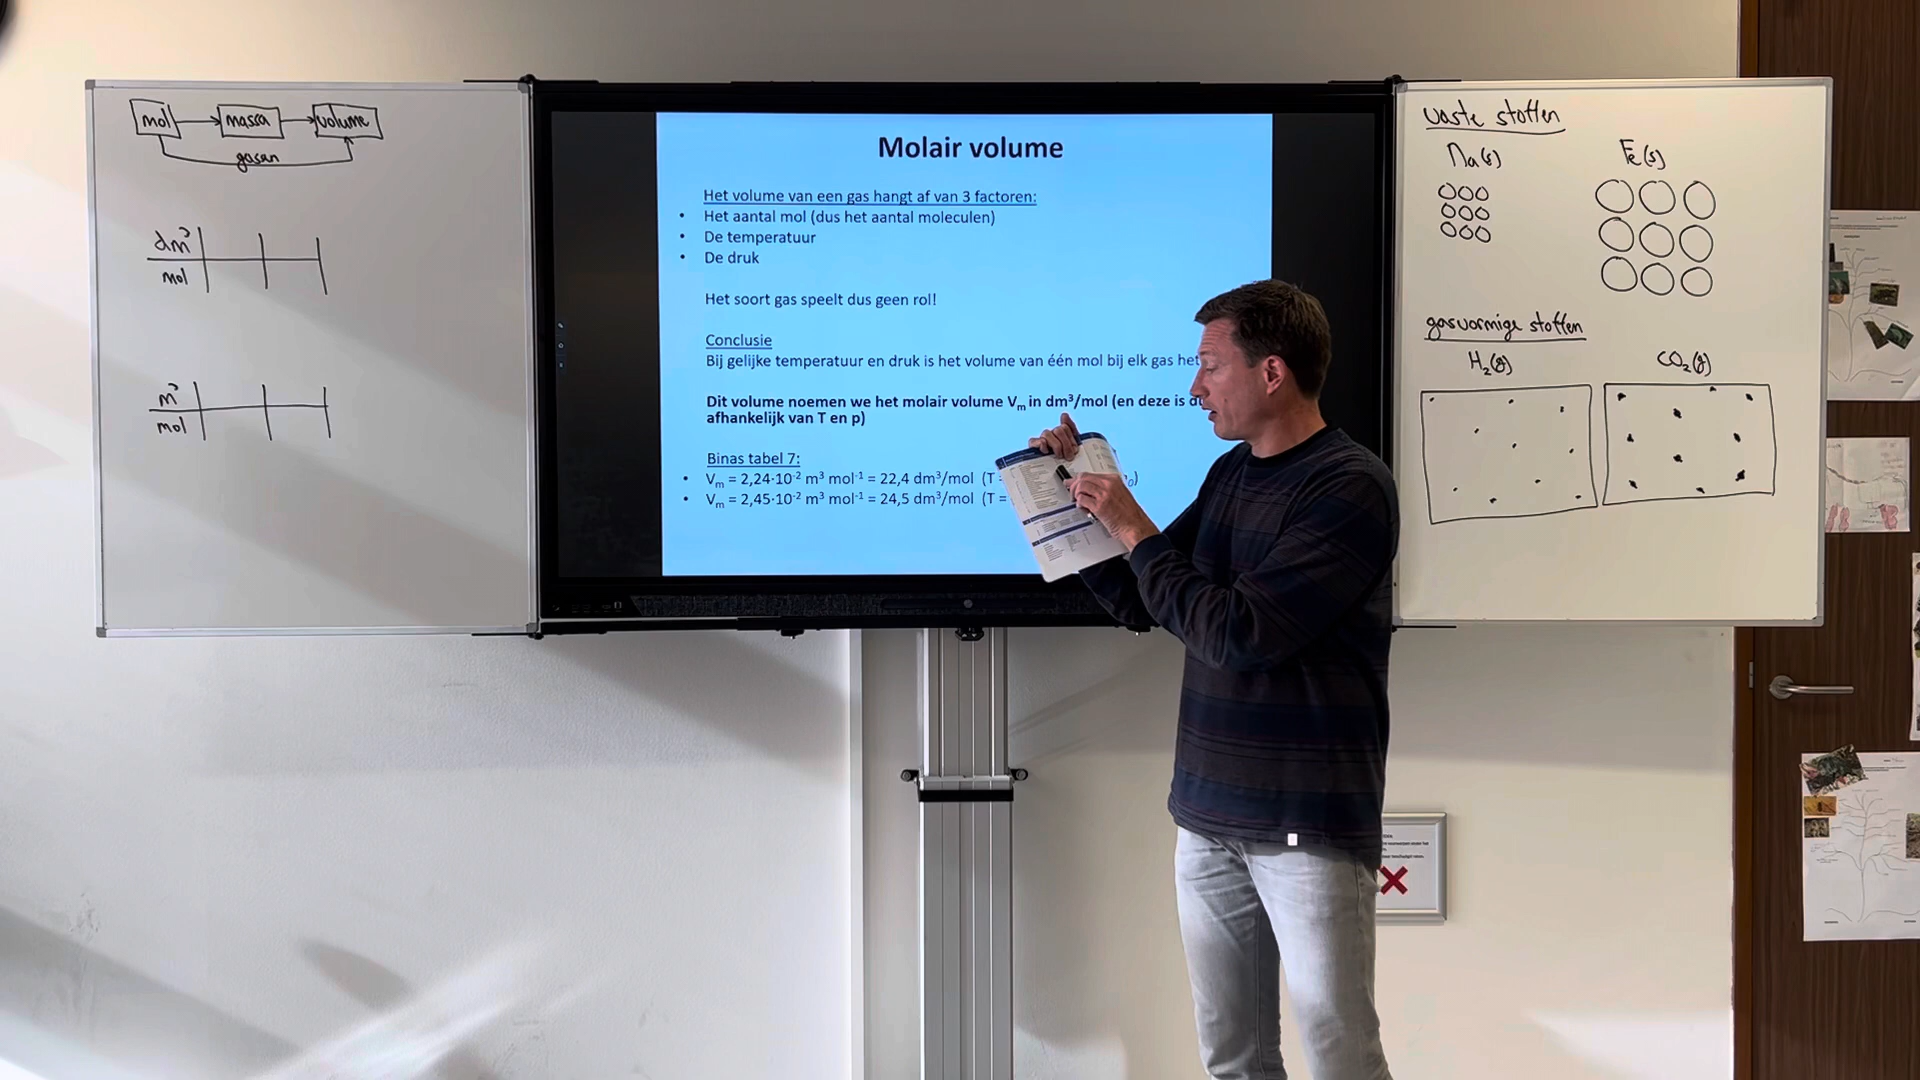 mol massa volume
gassen
dm³
mol
m³
mol
Molair volume
Het volume van een gas hangt af van 3 factoren:
• Het aantal mol (dus het aantal moleculen)
• De temperatuur
• De druk
Het soort gas speelt dus geen rol!
Conclusie
Bij gelijke temperatuur en druk is het volume van één mol bij elk gas het
Dit volume noemen we het molair volume Vm in dm³/mol (en deze is
afhankelijk van T en p)
Binas tabel 7:
• Vm = 2,24·10⁻² m³ mol⁻¹ = 22,4 dm³/mol (T =
• Vm = 2,45·10⁻² m³ mol⁻¹ = 24,5 dm³/mol (T =
vaste stoffen
Na(s) Fe(s)
gasvormige stoffen
H₂(g) CO₂(g)